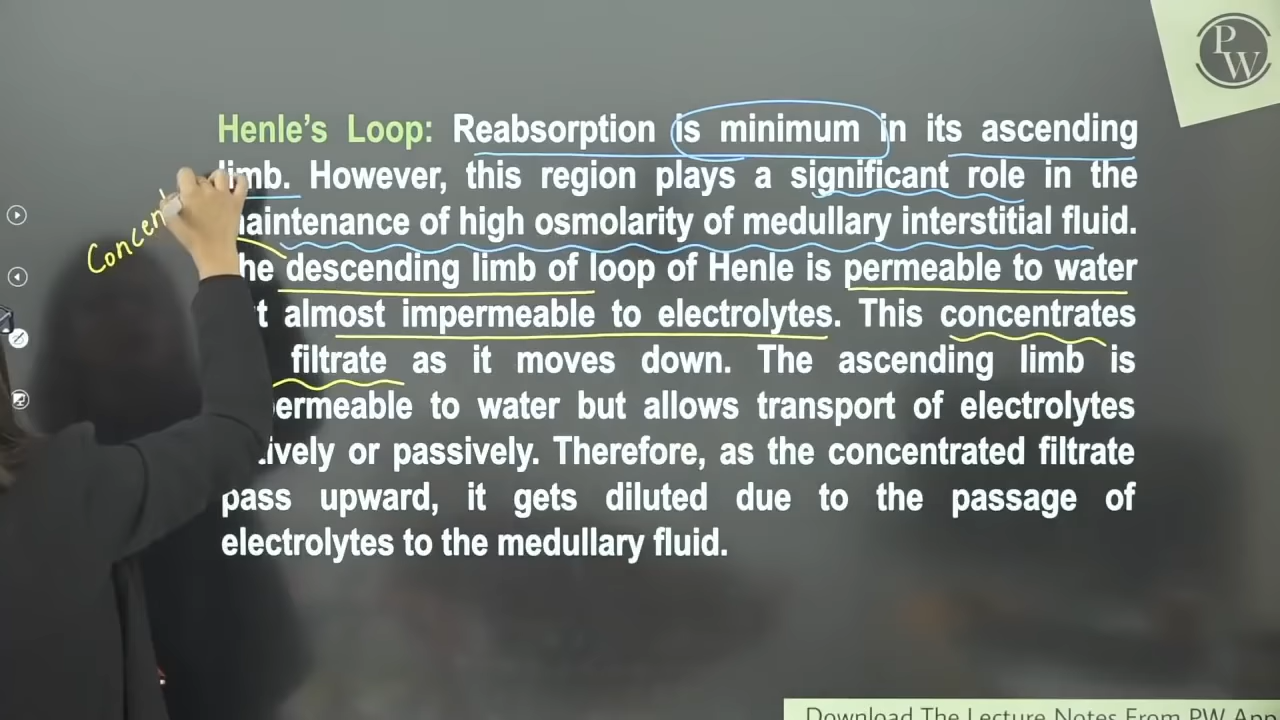 PW
Henle's Loop: Reabsorption is minimum in its ascending
limb. However, this region plays a significant role in the
maintenance of high osmolarity of medullary interstitial fluid.
descending limb of loop of Henle is permeable to water
almost impermeable to electrolytes. This concentrates
filtrate as it moves down. The ascending limb is
to water but allows transport of electrolytes
or passively. Therefore, as the concentrated filtrate
pass upward, it gets diluted due to the passage of
electrolytes to the medullary fluid.
Concen
Download The Lecture Notes From PW App